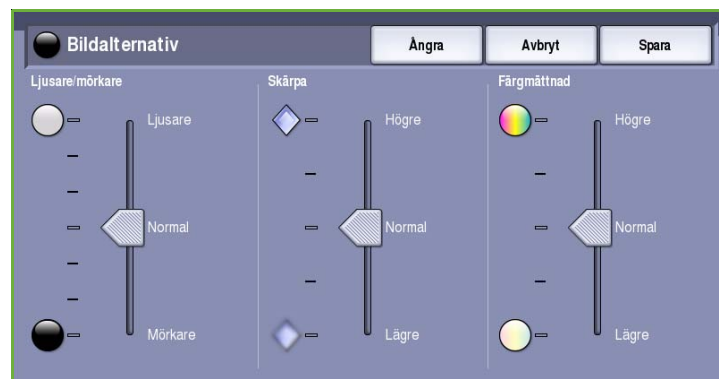 Bildalternativ
Ångra
Avbryt
Spara
Ljusare/mörkare
Skärpa
Färgmättnad
Ljusare
Högre
Högre
Normal
Normal
Normal
Mörkare
Lägre
Lägre